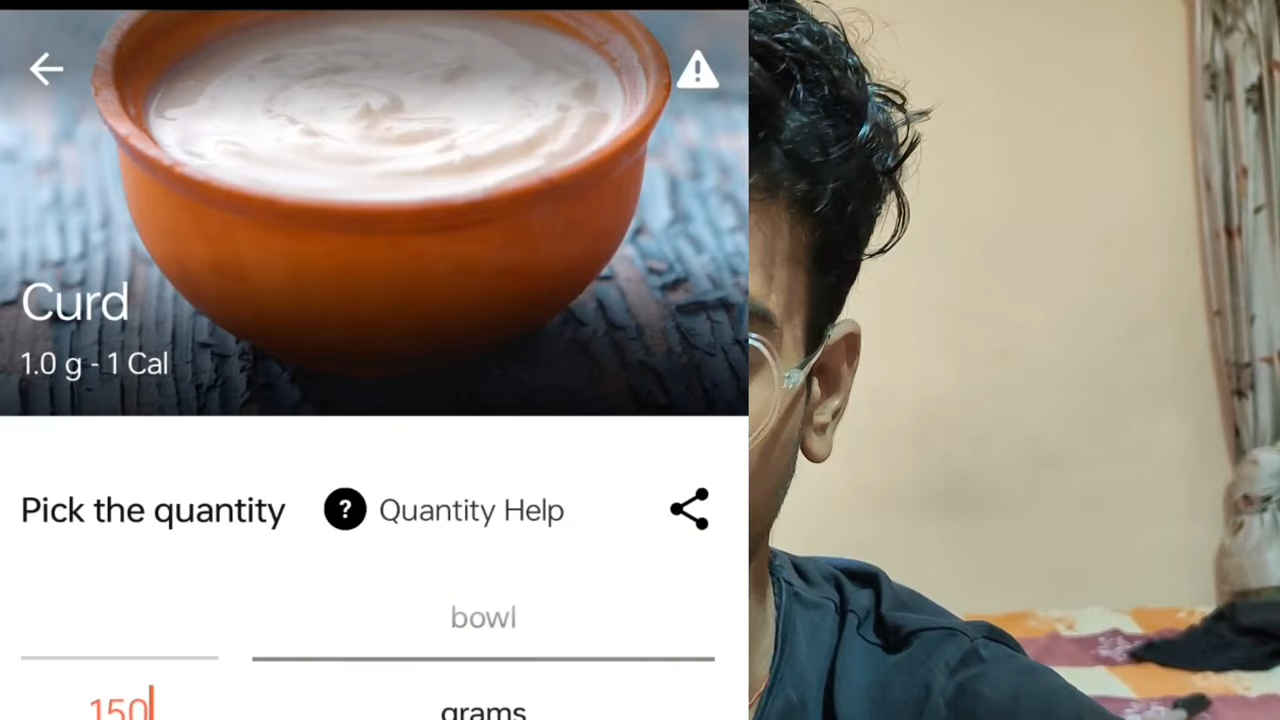 Curd
1.0 g - 1 Cal
Pick the quantity
? Quantity Help
bowl
150
grams